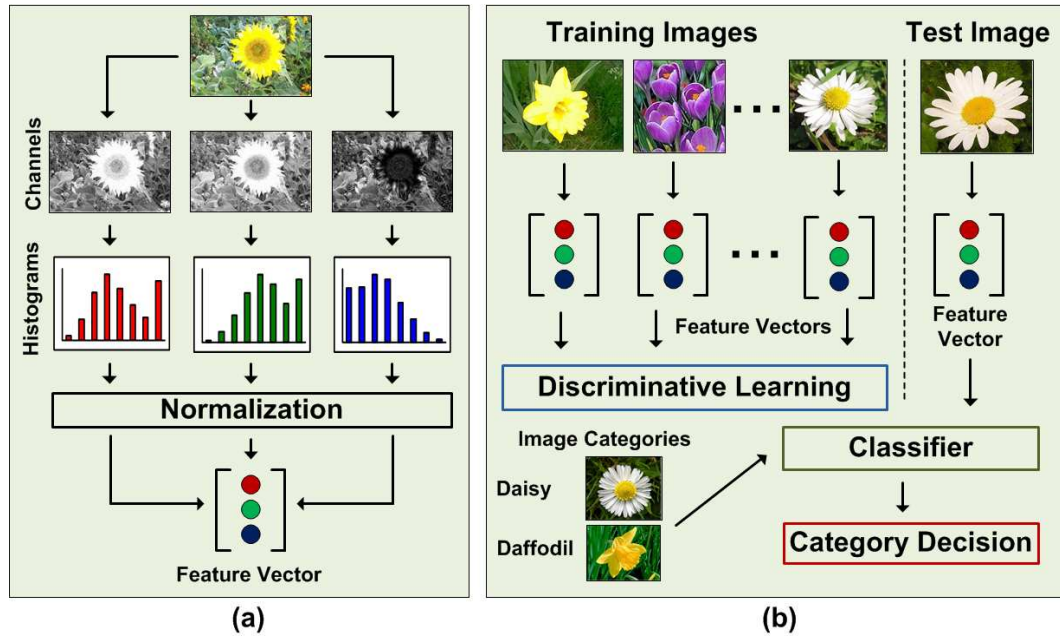 Channels
Histograms
Normalization
Feature Vector
(a)
Training Images
Test Image
Feature Vectors
Feature
Vector
Discriminative Learning
Image Categories
Daisy
Daffodil
Classifier
Category Decision
(b)